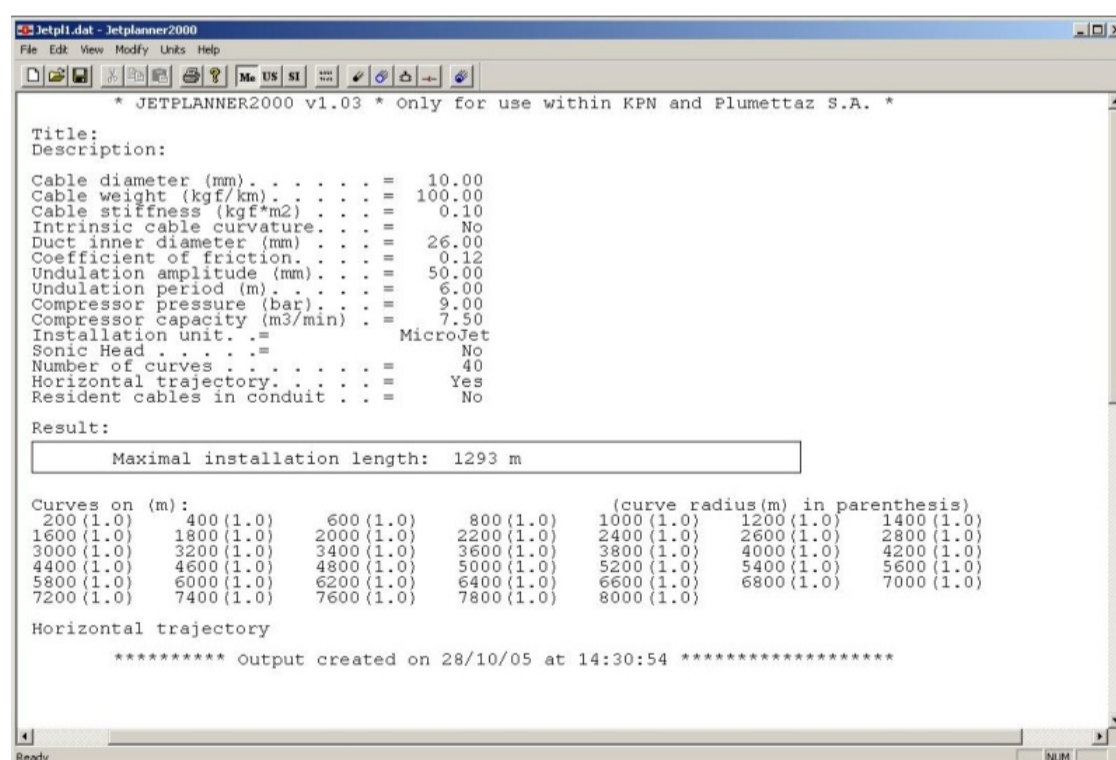 Jetpl1.dat - Jetplanner2000
File Edit View Modify Units Help
Me US SI
* JETPLANNER2000 v1.03 * Only for use within KPN and Plumettaz S.A. *
Title:
Description:
Cable diameter (mm). . . . . . = 10.00
Cable weight (kgf/km). . . . . = 100.00
Cable stiffness (kgf*m2) . . . = 0.10
Intrinsic cable curvature. . . = No
Duct inner diameter (mm) . . . = 26.00
Coefficient of friction. . . . = 0.12
Undulation amplitude (mm). . . = 50.00
Undulation period (m). . . . . = 6.00
Compressor pressure (bar). . . = 9.00
Compressor capacity (m3/min) . = 7.50
Installation unit. .= MicroJet
Sonic Head . . . . .= No
Number of curves . . . . . . . = 40
Horizontal trajectory. . . . . = Yes
Resident cables in conduit . . = No
Result:
Maximal installation length: 1293 m
Curves on (m): (curve radius(m) in parenthesis)
200(1.0) 400(1.0) 600(1.0) 800(1.0) 1000(1.0) 1200(1.0) 1400(1.0)
1600(1.0) 1800(1.0) 2000(1.0) 2200(1.0) 2400(1.0) 2600(1.0) 2800(1.0)
3000(1.0) 3200(1.0) 3400(1.0) 3600(1.0) 3800(1.0) 4000(1.0) 4200(1.0)
4400(1.0) 4600(1.0) 4800(1.0) 5000(1.0) 5200(1.0) 5400(1.0) 5600(1.0)
5800(1.0) 6000(1.0) 6200(1.0) 6400(1.0) 6600(1.0) 6800(1.0) 7000(1.0)
7200(1.0) 7400(1.0) 7600(1.0) 7800(1.0) 8000(1.0)
Horizontal trajectory
********** Output created on 28/10/05 at 14:30:54 *******************
Ready NUM